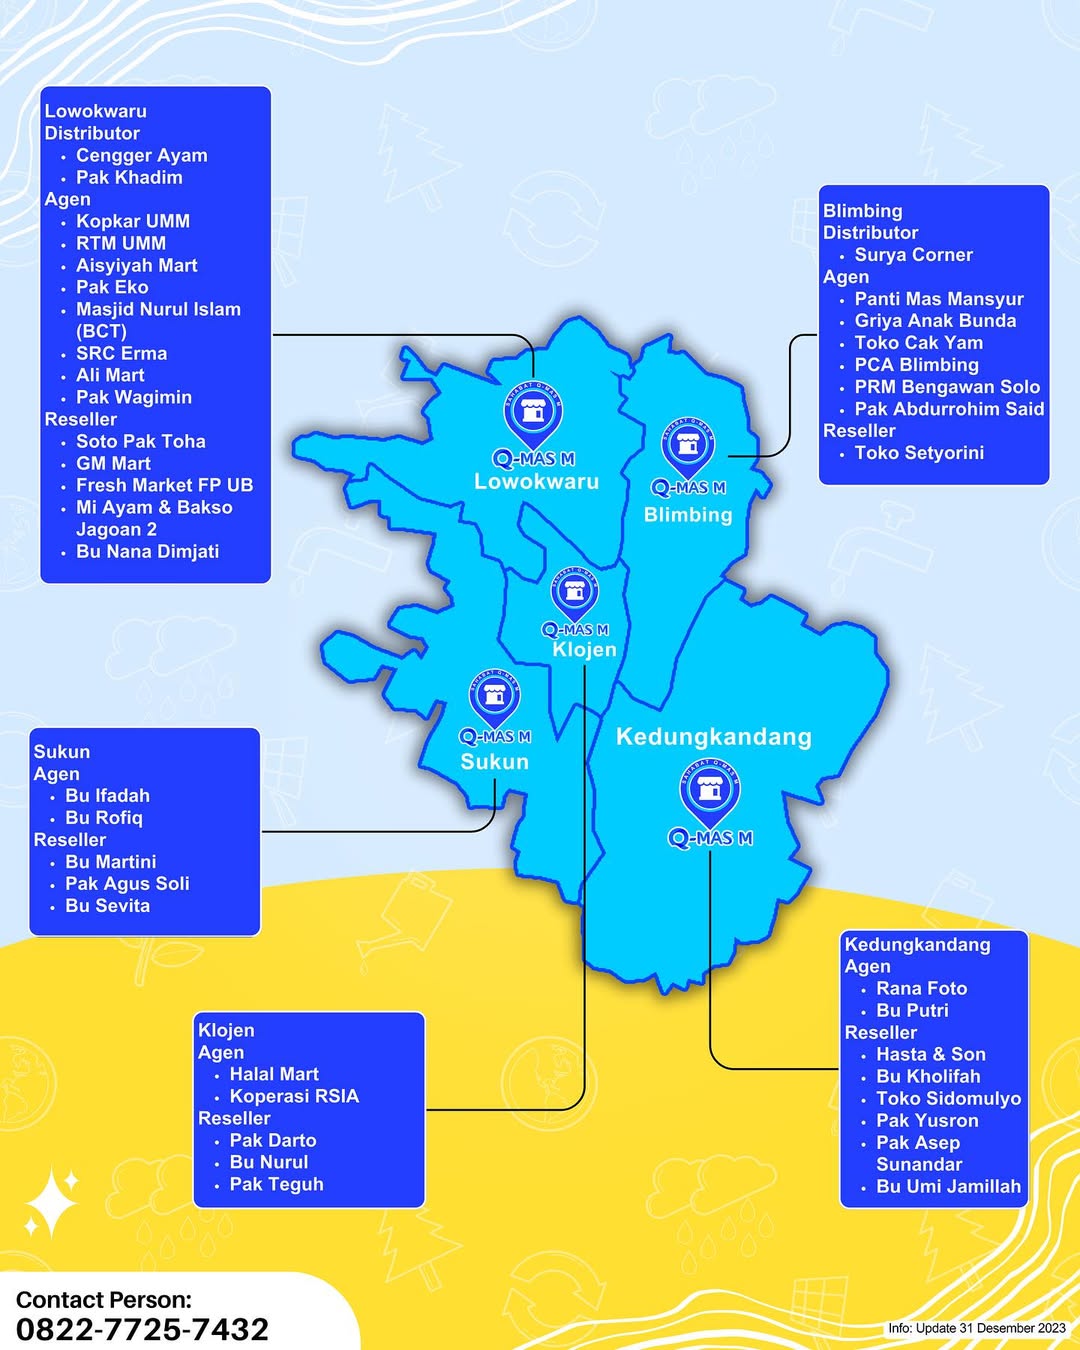 Lowokwaru
Distributor
• Cengger Ayam
• Pak Khadim
Agen
• Kopkar UMM
• RTM UMM
• Aisyiyah Mart
• Pak Eko
• Masjid Nurul Islam
(BCT)
• SRC Erma
• Ali Mart
• Pak Wagimin
Reseller
• Soto Pak Toha
• GM Mart
• Fresh Market FP UB
• Mi Ayam & Bakso
Jagoan 2
• Bu Nana Dimjati
Blimbing
Distributor
• Surya Corner
Agen
• Panti Mas Mansyur
• Griya Anak Bunda
• Toko Cak Yam
• PCA Blimbing
• PRM Bengawan Solo
• Pak Abdurrohim Said
Reseller
• Toko Setyorini
SAHABAT Q-MAS M
Q-MAS M
Lowokwaru
SAHABAT Q-MAS M
Q-MAS M
Blimbing
SAHABAT Q-MAS M
Q-MAS M
Klojen
SAHABAT Q-MAS M
Q-MAS M
Sukun
Kedungkandang
SAHABAT Q-MAS M
Q-MAS M
Sukun
Agen
• Bu Ifadah
• Bu Rofiq
Reseller
• Bu Martini
• Pak Agus Soli
• Bu Sevita
Klojen
Agen
• Halal Mart
• Koperasi RSIA
Reseller
• Pak Darto
• Bu Nurul
• Pak Teguh
Kedungkandang
Agen
• Rana Foto
• Bu Putri
Reseller
• Hasta & Son
• Bu Kholifah
• Toko Sidomulyo
• Pak Yusron
• Pak Asep
Sunandar
• Bu Umi Jamillah
Contact Person:
0822-7725-7432
Info: Update 31 Desember 2023